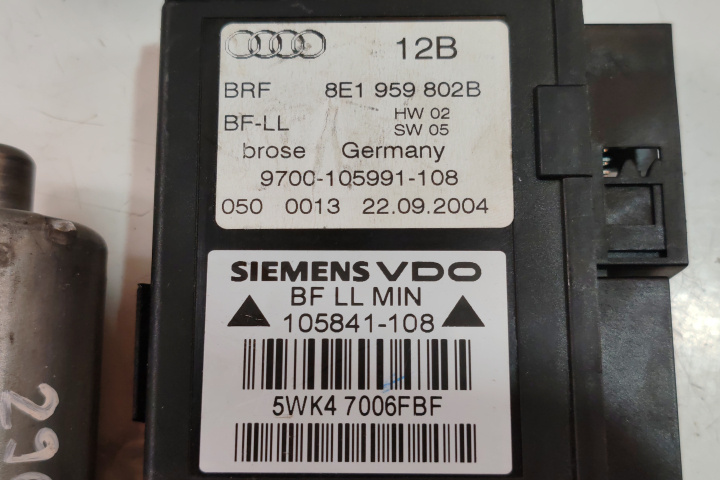 12B
BRF 8E1 959 802B
BF-LL HW 02
SW 05
brose Germany
9700-105991-108
050 0013 22.09.2004
SIEMENS VDO
BF LL MIN
105841-108
5WK4 7006FBF